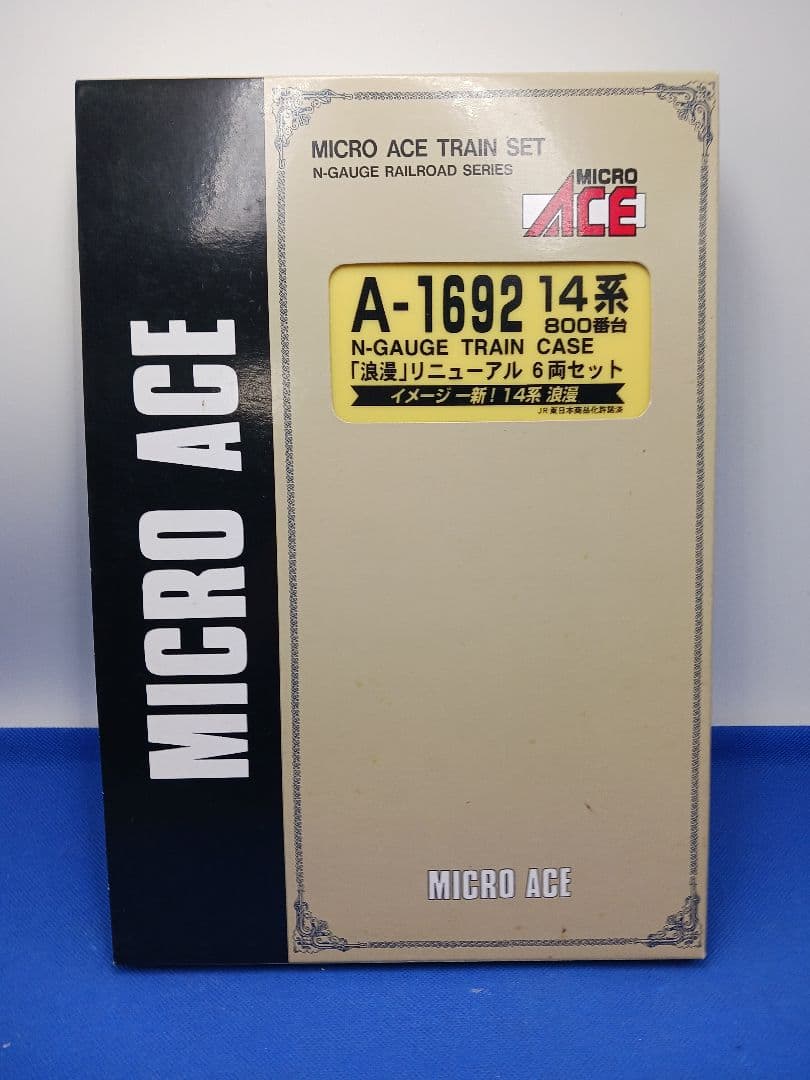 MICRO ACE
MICRO ACE TRAIN SET
N-GAUGE RAILROAD SERIES
MICRO
ACE
A-1692 14系
800番台
N-GAUGE TRAIN CASE
「浪漫」リニューアル 6両セット
イメージ一新！14系 浪漫
JR東日本商品化許諾済
MICRO ACE